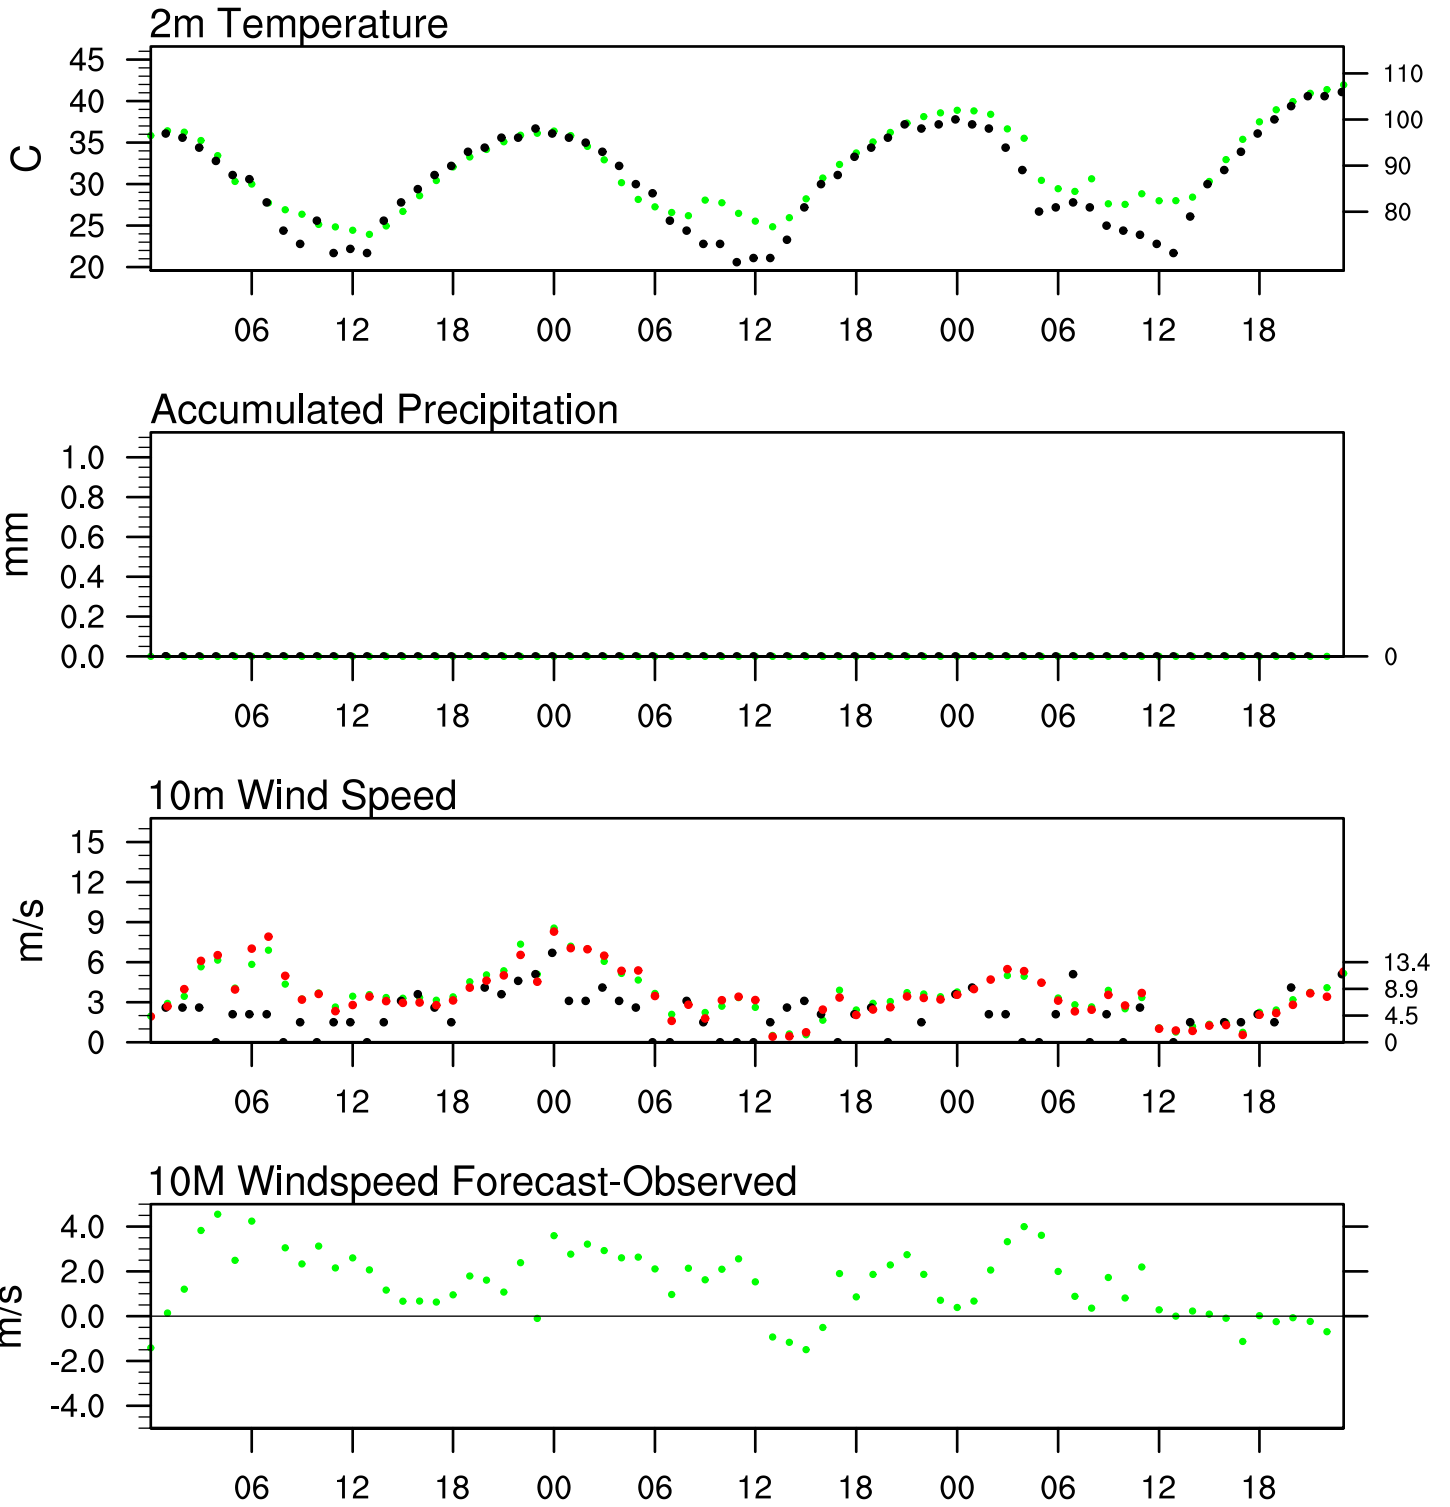 2m Temperature
45
40
35
30
25
20
C
110
100
90
80
06 12 18 00 06 12 18 00 06 12 18
Accumulated Precipitation
1.0
0.8
0.6
0.4
0.2
0.0
mm
0
06 12 18 00 06 12 18 00 06 12 18
10m Wind Speed
15
12
9
6
3
0
m/s
13.4
8.9
4.5
0
06 12 18 00 06 12 18 00 06 12 18
10M Windspeed Forecast-Observed
4.0
2.0
0.0
-2.0
-4.0
m/s
06 12 18 00 06 12 18 00 06 12 18